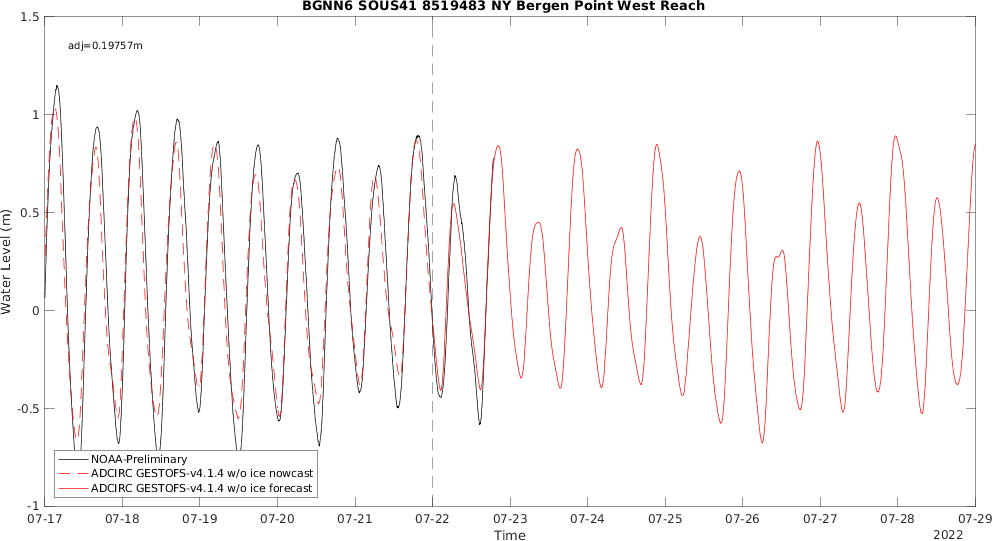 BGNN6 SOUS41 8519483 NY Bergen Point West Reach
1.5
adj=0.19757m
1
0.5
Water Level (m)
0
-0.5
NOAA-Preliminary
ADCIRC GESTOFS-v4.1.4 w/o ice nowcast
ADCIRC GESTOFS-v4.1.4 w/o ice forecast
-1
07-17 07-18 07-19 07-20 07-21 07-22 07-23 07-24 07-25 07-26 07-27 07-28 07-29
Time
2022